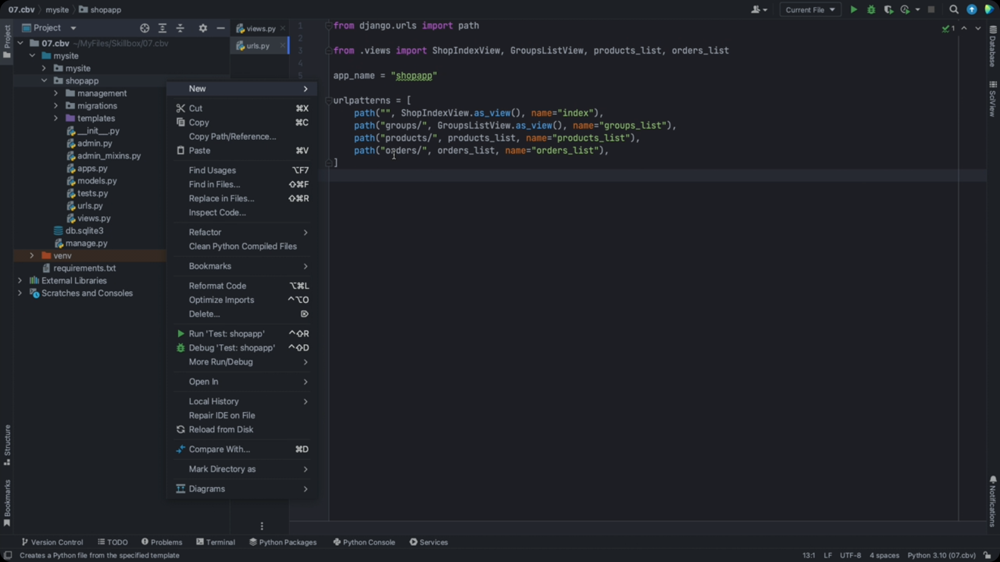 07.cbv mysite shopapp
Current File
Project
views.py
urls.py
07.cbv ~/MyFiles/Skillbox/07.cbv
mysite
mysite
shopapp
management
migrations
templates
__init__.py
admin.py
admin_mixins.py
apps.py
models.py
tests.py
urls.py
views.py
db.sqlite3
manage.py
venv
requirements.txt
External Libraries
Scratches and Consoles
New
Cut ⌘X
Copy ⌘C
Copy Path/Reference...
Paste ⌘V
Find Usages ⌥F7
Find in Files... ⇧⌘F
Replace in Files... ⇧⌘R
Inspect Code...
Refactor
Clean Python Compiled Files
Bookmarks
Reformat Code ⌥⌘L
Optimize Imports ^⌥O
Delete... ⌦
Run 'Test: shopapp' ^⇧R
Debug 'Test: shopapp' ^⇧D
More Run/Debug
Open In
Local History
Repair IDE on File
Reload from Disk
Compare With... ⌘D
Mark Directory as
Diagrams
1 from django.urls import path
2
3 from .views import ShopIndexView, GroupsListView, products_list, orders_list
4
5 app_name = "shopapp"
urlpatterns = [
path("", ShopIndexView.as_view(), name="index"),
path("groups/", GroupsListView.as_view(), name="groups_list"),
path("products/", products_list, name="products_list"),
path("orders/", orders_list, name="orders_list"),
]
1
Project
Structure
Bookmarks
Database
SciView
Notifications
Version Control TODO Problems Terminal Python Packages Python Console Services
Creates a Python file from the specified template
13:1 LF UTF-8 4 spaces Python 3.10 (07.cbv)